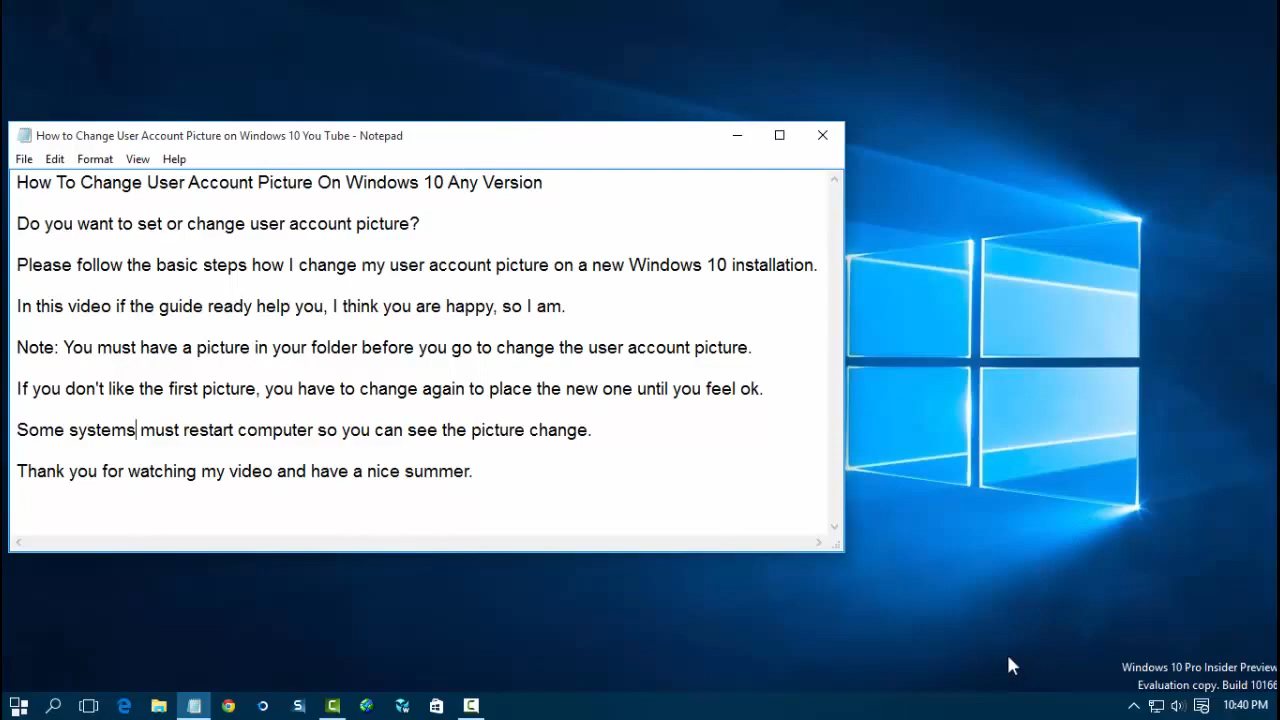 How to Change User Account Picture on Windows 10 You Tube - Notepad
File Edit Format View Help
How To Change User Account Picture On Windows 10 Any Version
Do you want to set or change user account picture?
Please follow the basic steps how I change my user account picture on a new Windows 10 installation.
In this video if the guide ready help you, I think you are happy, so I am.
Note: You must have a picture in your folder before you go to change the user account picture.
If you don't like the first picture, you have to change again to place the new one until you feel ok.
Some systems must restart computer so you can see the picture change.
Thank you for watching my video and have a nice summer.
Windows 10 Pro Insider Preview
Evaluation copy. Build 10166
10:40 PM